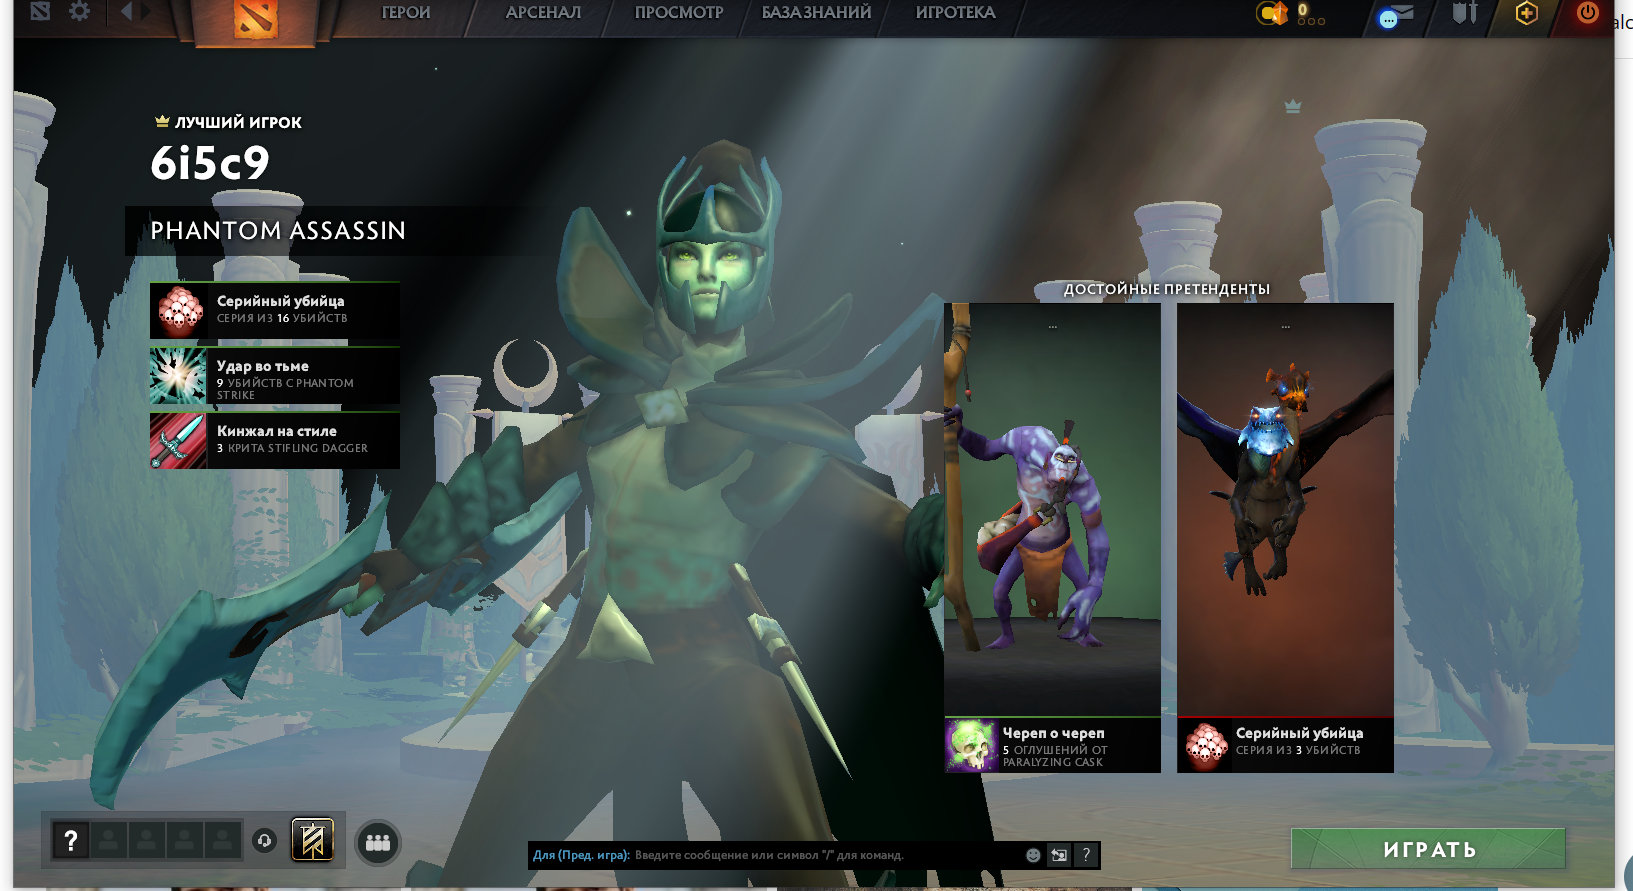 ГЕРОИ
АРСЕНАЛ
ПРОСМОТР
БАЗА ЗНАНИЙ
ИГРОТЕКА
0
ЛУЧШИЙ ИГРОК
6i5c9
PHANTOM ASSASSIN
Серийный убийца
СЕРИЯ ИЗ 16 УБИЙСТВ
Удар во тьме
9 УБИЙСТВ С PHANTOM
STRIKE
Кинжал на стиле
3 КРИТА STIFLING DAGGER
ДОСТОЙНЫЕ ПРЕТЕНДЕНТЫ
...
...
Череп о череп
5 ОГЛУШЕНИЙ ОТ
PARALYZING CASK
Серийный убийца
СЕРИЯ ИЗ 3 УБИЙСТВ
?
Для (Пред. игра): Введите сообщение или символ "/" для команд.
?
ИГРАТЬ